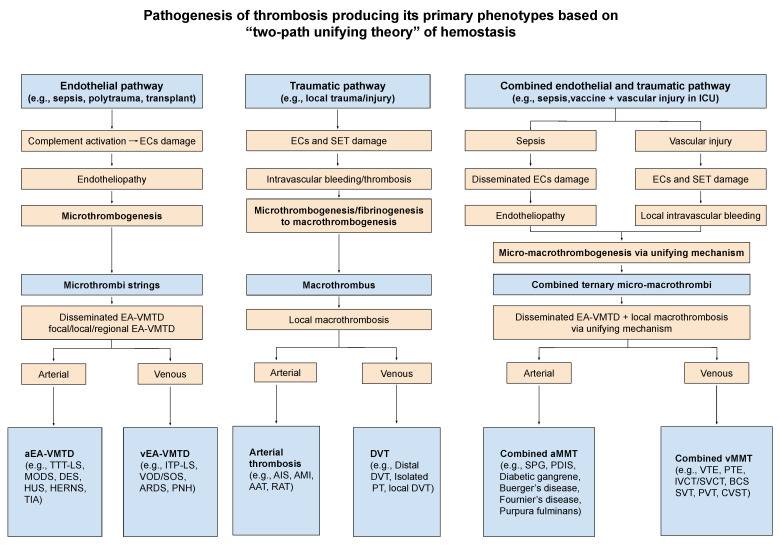 Pathogenesis of thrombosis producing its primary phenotypes based on
“two-path unifying theory” of hemostasis
Endothelial pathway
(e.g., sepsis, polytrauma, transplant)
Complement activation → ECs damage
Endotheliopathy
Microthrombogenesis
Microthrombi strings
Disseminated EA-VMTD
focal/local/regional EA-VMTD
Arterial
Venous
aEA-VMTD
(e.g., TTT-LS,
MODS, DES,
HUS, HERNS,
TIA)
vEA-VMTD
(e.g., ITP-LS,
VOD/SOS,
ARDS, PNH)
Traumatic pathway
(e.g., local trauma/injury)
ECs and SET damage
Intravascular bleeding/thrombosis
Microthrombogenesis/fibrinogenesis
to macrothrombogenesis
Macrothrombus
Local macrothrombosis
Arterial
Venous
Arterial
thrombosis
(e.g., AIS, AMI,
AAT, RAT)
DVT
(e.g., Distal
DVT, Isolated
PT, local DVT)
Combined endothelial and traumatic pathway
(e.g., sepsis,vaccine + vascular injury in ICU)
Sepsis
Disseminated ECs damage
Endotheliopathy
Vascular injury
ECs and SET damage
Local intravascular bleeding
Micro-macrothrombogenesis via unifying mechanism
Combined ternary micro-macrothrombi
Disseminated EA-VMTD + local macrothrombosis
via unifying mechanism
Arterial
Venous
Combined aMMT
(e.g., SPG, PDIS,
Diabetic gangrene,
Buerger’s disease,
Fournier’s disease,
Purpura fulminans)
Combined vMMT
(e.g., VTE, PTE,
IVCT/SVCT, BCS
SVT, PVT, CVST)